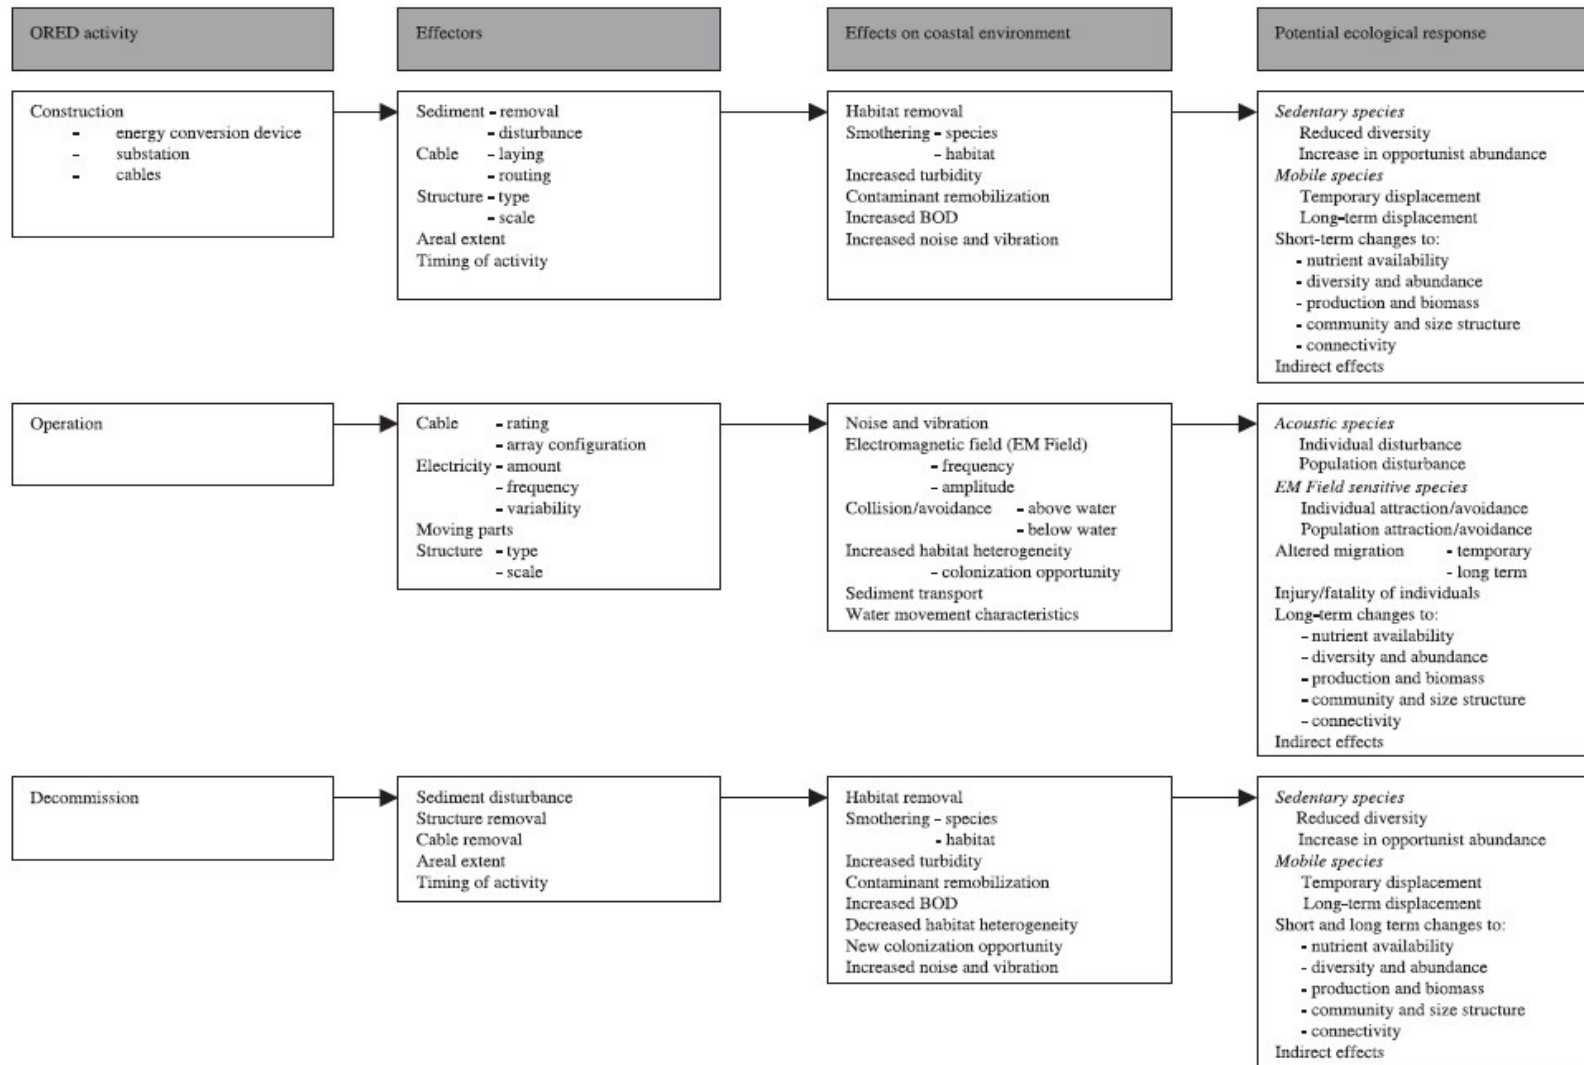 ORED activity
Effectors
Effects on coastal environment
Potential ecological response
Construction
- energy conversion device
- substation
- cables
Sediment - removal
- disturbance
Cable - laying
- routing
Structure - type
- scale
Areal extent
Timing of activity
Habitat removal
Smothering - species
- habitat
Increased turbidity
Contaminant remobilization
Increased BOD
Increased noise and vibration
Sedentary species
Reduced diversity
Increase in opportunist abundance
Mobile species
Temporary displacement
Long-term displacement
Short-term changes to:
- nutrient availability
- diversity and abundance
- production and biomass
- community and size structure
- connectivity
Indirect effects
Operation
Cable - rating
- array configuration
Electricity - amount
- frequency
- variability
Moving parts
Structure - type
- scale
Noise and vibration
Electromagnetic field (EM Field)
- frequency
- amplitude
Collision/avoidance - above water
- below water
Increased habitat heterogeneity
- colonization opportunity
Sediment transport
Water movement characteristics
Acoustic species
Individual disturbance
Population disturbance
EM Field sensitive species
Individual attraction/avoidance
Population attraction/avoidance
Altered migration - temporary
- long term
Injury/fatality of individuals
Long-term changes to:
- nutrient availability
- diversity and abundance
- production and biomass
- community and size structure
- connectivity
Indirect effects
Decommission
Sediment disturbance
Structure removal
Cable removal
Areal extent
Timing of activity
Habitat removal
Smothering - species
- habitat
Increased turbidity
Contaminant remobilization
Increased BOD
Decreased habitat heterogeneity
New colonization opportunity
Increased noise and vibration
Sedentary species
Reduced diversity
Increase in opportunist abundance
Mobile species
Temporary displacement
Long-term displacement
Short and long term changes to:
- nutrient availability
- diversity and abundance
- production and biomass
- community and size structure
- connectivity
Indirect effects